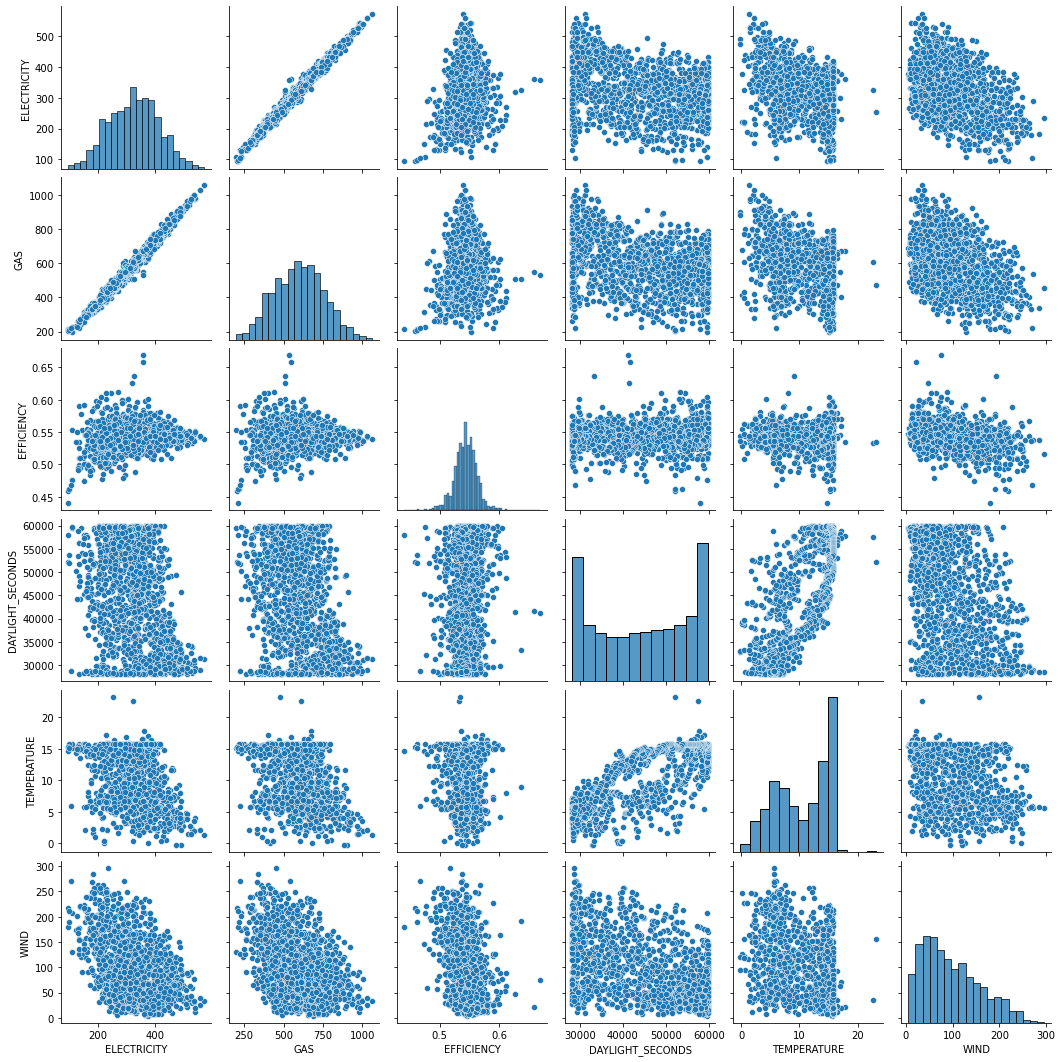 500
400
300
200
100
ELECTRICITY
1000
800
600
400
200
GAS
0.65
0.60
0.55
0.50
0.45
EFFICIENCY
60000
55000
50000
45000
40000
35000
30000
DAYLIGHT_SECONDS
20
15
10
5
0
TEMPERATURE
300
250
200
150
100
50
0
WIND
200 400
ELECTRICITY
250 500 750 1000
GAS
0.5 0.6
EFFICIENCY
30000 40000 50000 60000
DAYLIGHT_SECONDS
0 10 20
TEMPERATURE
0 100 200 300
WIND